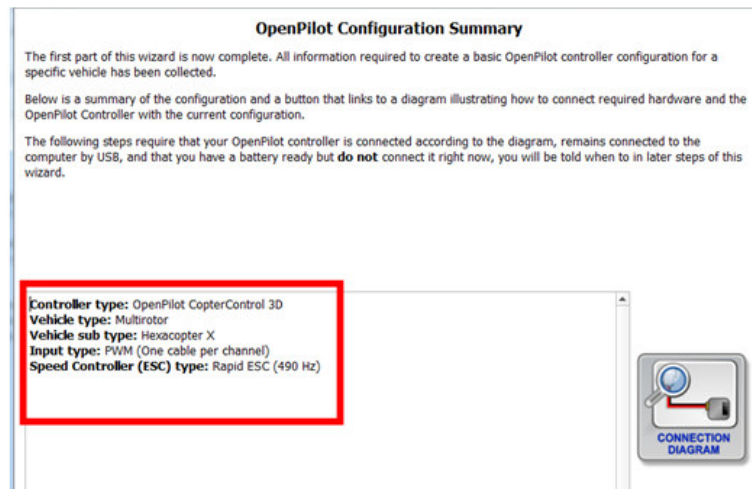 OpenPilot Configuration Summary
The first part of this wizard is now complete. All information required to create a basic OpenPilot controller configuration for a
specific vehicle has been collected.
Below is a summary of the configuration and a button that links to a diagram illustrating how to connect required hardware and the
OpenPilot Controller with the current configuration.
The following steps require that your OpenPilot controller is connected according to the diagram, remains connected to the
computer by USB, and that you have a battery ready but do not connect it right now, you will be told when to in later steps of this
wizard.
Controller type: OpenPilot CopterControl 3D
Vehicle type: Multirotor
Vehicle sub type: Hexacopter X
Input type: PWM (One cable per channel)
Speed Controller (ESC) type: Rapid ESC (490 Hz)
CONNECTION
DIAGRAM